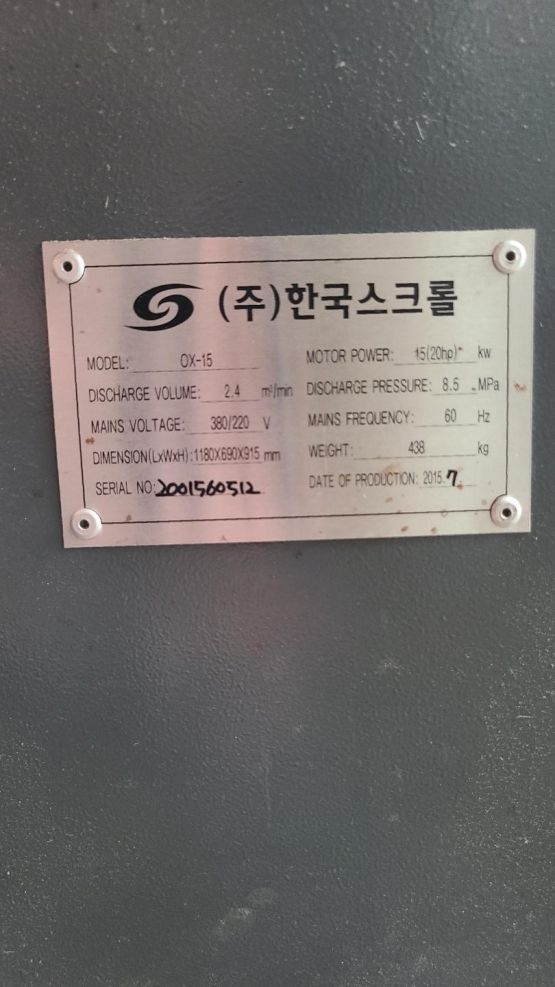 (주)한국스크롤
MODEL: OX-15 MOTOR POWER: 15(20hp) kw
DISCHARGE VOLUME: 2.4 m³/min DISCHARGE PRESSURE: 8.5 MPa
MAINS VOLTAGE: 380/220 V MAINS FREQUENCY: 60 Hz
DIMENSION(LxWxH): 1180X690X915 mm WEIGHT: 438 kg
SERIAL NO: 2001560512 DATE OF PRODUCTION: 2015.7